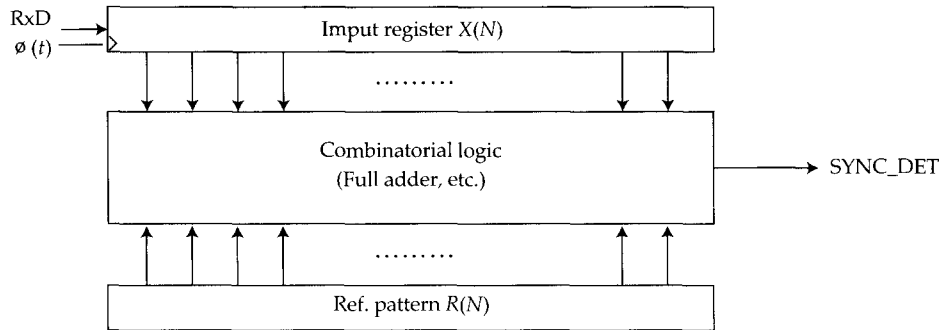 RxD
ø (t)
Imput register X(N)
.........
Combinatorial logic
(Full adder, etc.)
SYNC_DET
.........
Ref. pattern R(N)